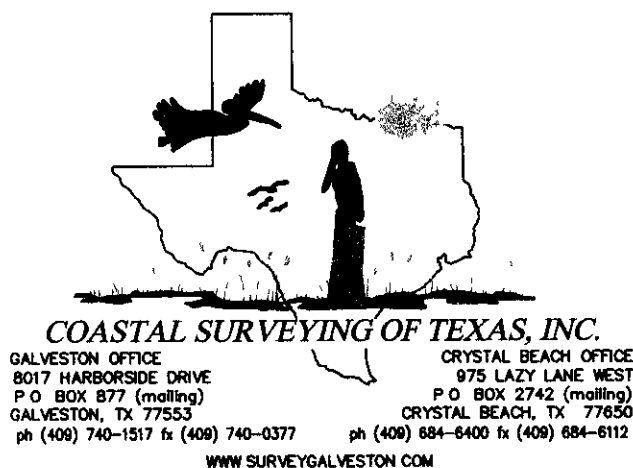 COASTAL SURVEYING OF TEXAS, INC.
GALVESTON OFFICE
8017 HARBORSIDE DRIVE
P O BOX 877 (mailing)
GALVESTON, TX 77553
ph (409) 740-1517 fx (409) 740-0377
CRYSTAL BEACH OFFICE
975 LAZY LANE WEST
P O BOX 2742 (mailing)
CRYSTAL BEACH, TX 77650
ph (409) 684-6400 fx (409) 684-6112
WWW SURVEYGALVESTON COM